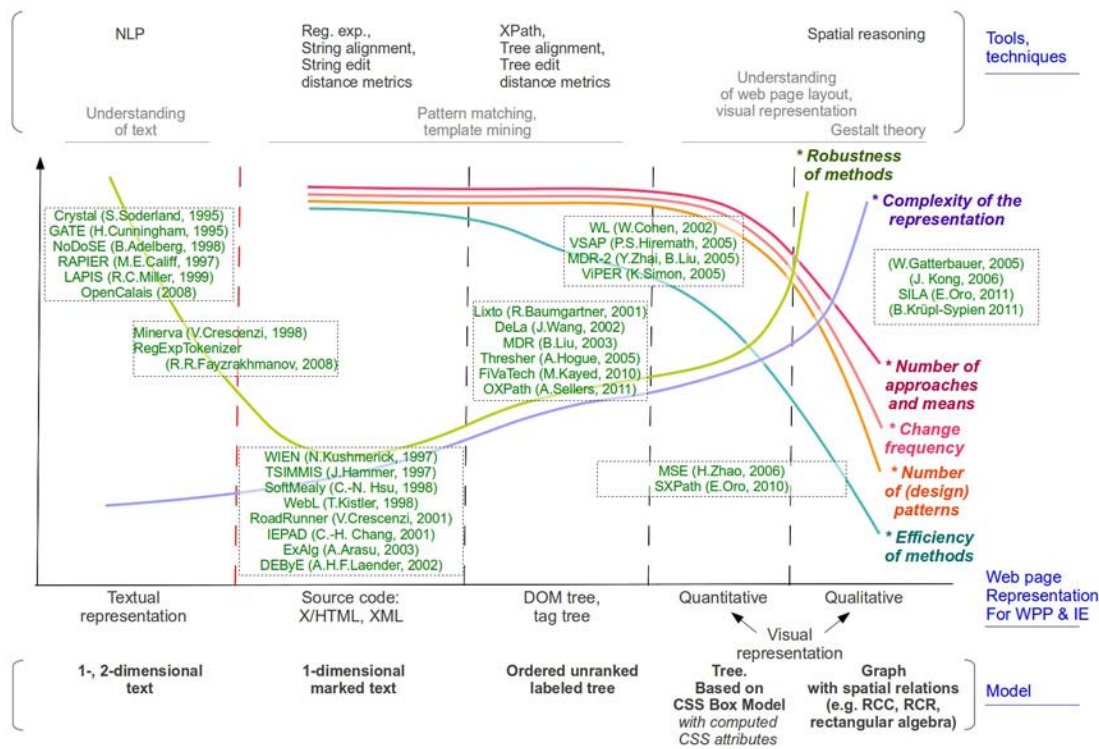 NLP
Reg. exp.,
String alignment,
String edit
distance metrics
XPath,
Tree alignment,
Tree edit
distance metrics
Spatial reasoning
Tools,
techniques
Understanding
of text
Pattern matching,
template mining
Understanding
of web page layout,
visual representation
Gestalt theory
* Robustness
of methods
* Complexity of the
representation
Crystal (S.Soderland, 1995)
GATE (H.Cunningham, 1995)
NoDoSE (B.Adelberg, 1998)
RAPIER (M.E. Califf, 1997)
LAPIS (R.C.Miller, 1999)
OpenCalais (2008)
Minerva (V.Crescenzi, 1998)
RegExpTokenizer
(R.R.Fayzrakhmanov, 2008)
WIEN (N.Kushmerick, 1997)
TSIMMIS (J.Hammer, 1997)
SoftMealy (C.-N. Hsu, 1998)
WebL (T.Kistler, 1998)
RoadRunner (V.Crescenzi, 2001)
IEPAD (C.-H. Chang, 2001)
ExAlg (A.Arasu, 2003)
DEByE (A.H.F.Laender, 2002)
Lixto (R.Baumgartner, 2001)
DeLa (J.Wang, 2002)
MDR (B.Liu, 2003)
Thresher (A.Hogue, 2005)
FiVaTech (M.Kayed, 2010)
OXPath (A.Sellers, 2011)
WL (W.Cohen, 2002)
VSAP (P.S.Hiremath, 2005)
MDR-2 (Y.Zhai, B.Liu, 2005)
ViPER (K.Simon, 2005)
MSE (H.Zhao, 2006)
SXPath (E.Oro, 2010)
(W.Gatterbauer, 2005)
(J. Kong, 2006)
SILA (E.Oro, 2011)
(B.Krüpl-Sypien 2011)
* Number of
approaches
and means
* Change
frequency
* Number
of (design)
patterns
* Efficiency
of methods
Textual
representation
Source code:
X/HTML, XML
DOM tree,
tag tree
Quantitative
Qualitative
Visual
representation
Web page
Representation
For WPP & IE
1-, 2-dimensional
text
1-dimensional
marked text
Ordered unranked
labeled tree
Tree.
Based on
CSS Box Model
with computed
CSS attributes
Graph
with spatial relations
(e.g. RCC, RCR,
rectangular algebra)
Model